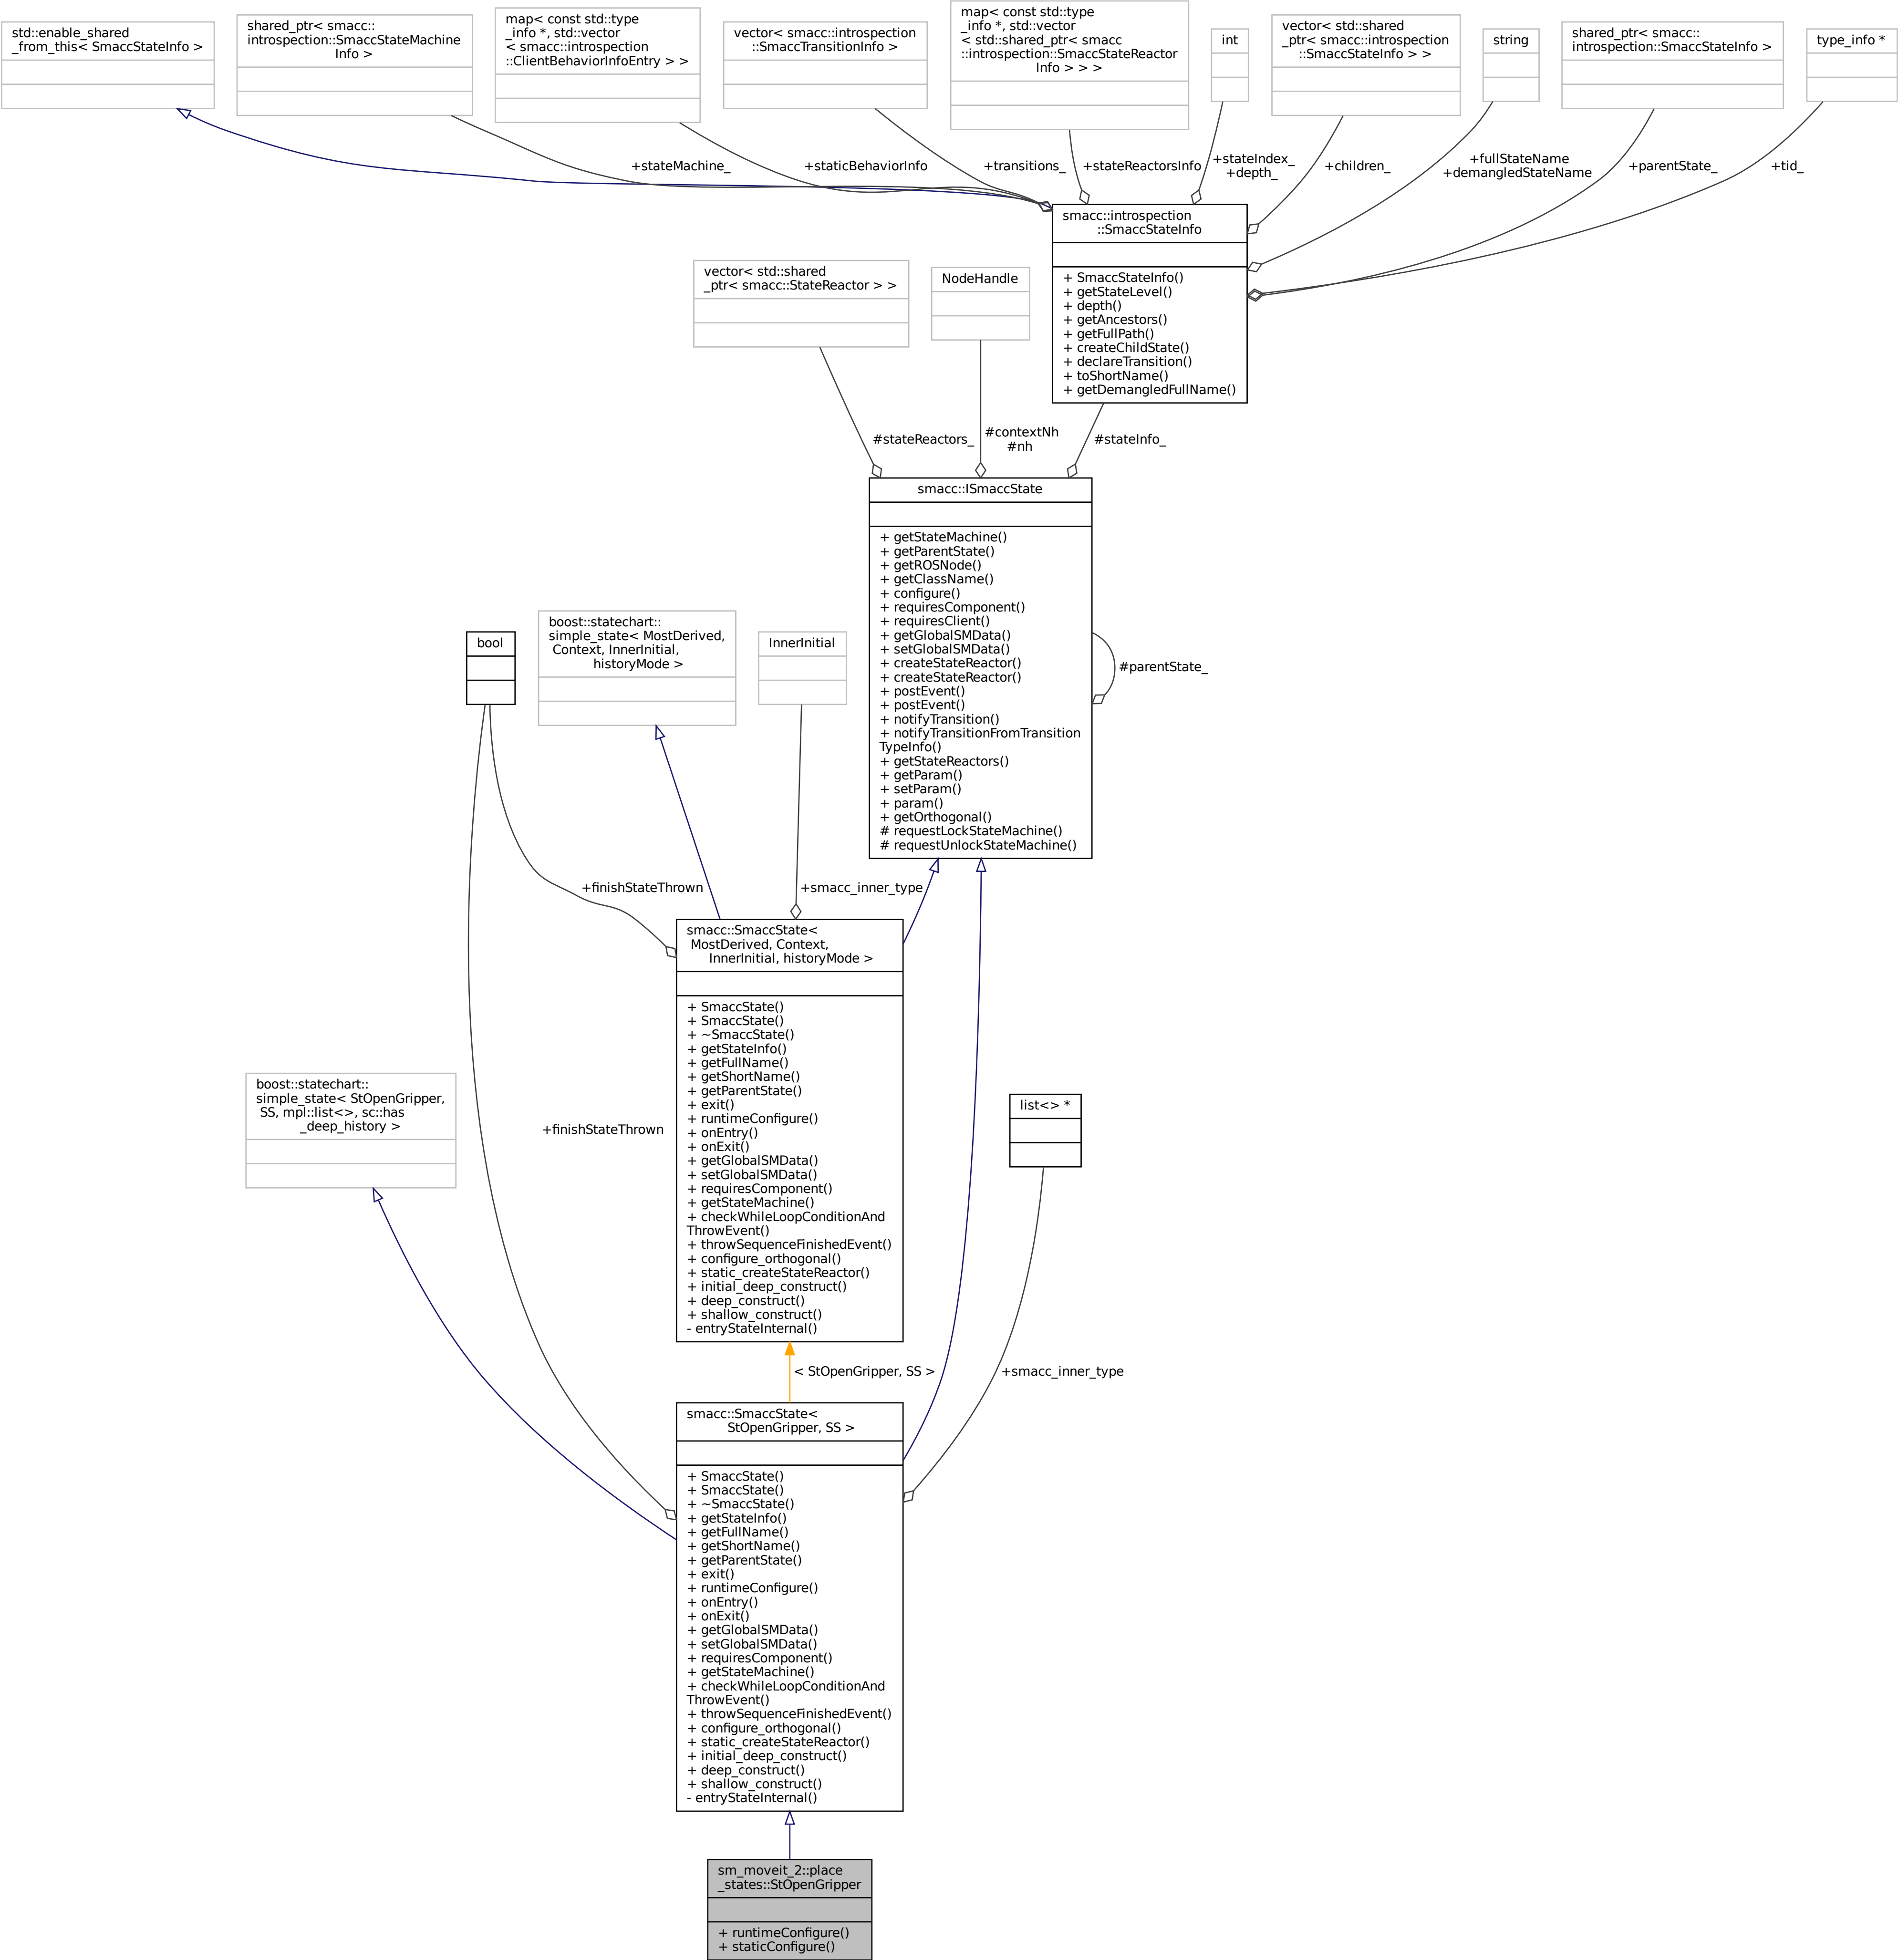 std::enable_shared
_from_this< SmaccStateInfo >
shared_ptr< smacc::
introspection::SmaccStateMachine
Info >
map< const std::type
_info *, std::vector
< smacc::introspection
::ClientBehaviorInfoEntry > >
vector< smacc::introspection
::SmaccTransitionInfo >
map< const std::type
_info *, std::vector
< std::shared_ptr< smacc
::introspection::SmaccStateReactor
Info > > >
int
vector< std::shared
_ptr< smacc::introspection
::SmaccStateInfo > >
string
shared_ptr< smacc::
introspection::SmaccStateInfo >
type_info *
+stateMachine_
+staticBehaviorInfo
+transitions_
+stateReactorsInfo
+stateIndex_
+depth_
+children_
+fullStateName
+demangledStateName
+parentState_
+tid_
smacc::introspection
::SmaccStateInfo
+ SmaccStateInfo()
+ getStateLevel()
+ depth()
+ getAncestors()
+ getFullPath()
+ createChildState()
+ declareTransition()
+ toShortName()
+ getDemangledFullName()
vector< std::shared
_ptr< smacc::StateReactor > >
NodeHandle
#stateReactors_
#contextNh
#nh
#stateInfo_
smacc::ISmaccState
+ getStateMachine()
+ getParentState()
+ getROSNode()
+ getClassName()
+ configure()
+ requiresComponent()
+ requiresClient()
+ getGlobalSMData()
+ setGlobalSMData()
+ createStateReactor()
+ createStateReactor()
+ postEvent()
+ postEvent()
+ notifyTransition()
+ notifyTransitionFromTransition
TypeInfo()
+ getStateReactors()
+ getParam()
+ setParam()
+ param()
+ getOrthogonal()
# requestLockStateMachine()
# requestUnlockStateMachine()
#parentState_
bool
boost::statechart::
simple_state< MostDerived,
Context, InnerInitial,
historyMode >
InnerInitial
+finishStateThrown
+smacc_inner_type
smacc::SmaccState<
MostDerived, Context,
InnerInitial, historyMode >
+ SmaccState()
+ SmaccState()
+ ~SmaccState()
+ getStateInfo()
+ getFullName()
+ getShortName()
+ getParentState()
+ exit()
+ runtimeConfigure()
+ onEntry()
+ onExit()
+ getGlobalSMData()
+ setGlobalSMData()
+ requiresComponent()
+ getStateMachine()
+ checkWhileLoopConditionAnd
ThrowEvent()
+ throwSequenceFinishedEvent()
+ configure_orthogonal()
+ static_createStateReactor()
+ initial_deep_construct()
+ deep_construct()
+ shallow_construct()
- entryStateInternal()
boost::statechart::
simple_state< StOpenGripper,
SS, mpl::list<>, sc::has
_deep_history >
+finishStateThrown
list<> *
< StOpenGripper, SS >
+smacc_inner_type
smacc::SmaccState<
StOpenGripper, SS >
+ SmaccState()
+ SmaccState()
+ ~SmaccState()
+ getStateInfo()
+ getFullName()
+ getShortName()
+ getParentState()
+ exit()
+ runtimeConfigure()
+ onEntry()
+ onExit()
+ getGlobalSMData()
+ setGlobalSMData()
+ requiresComponent()
+ getStateMachine()
+ checkWhileLoopConditionAnd
ThrowEvent()
+ throwSequenceFinishedEvent()
+ configure_orthogonal()
+ static_createStateReactor()
+ initial_deep_construct()
+ deep_construct()
+ shallow_construct()
- entryStateInternal()
sm_moveit_2::place
_states::StOpenGripper
+ runtimeConfigure()
+ staticConfigure()